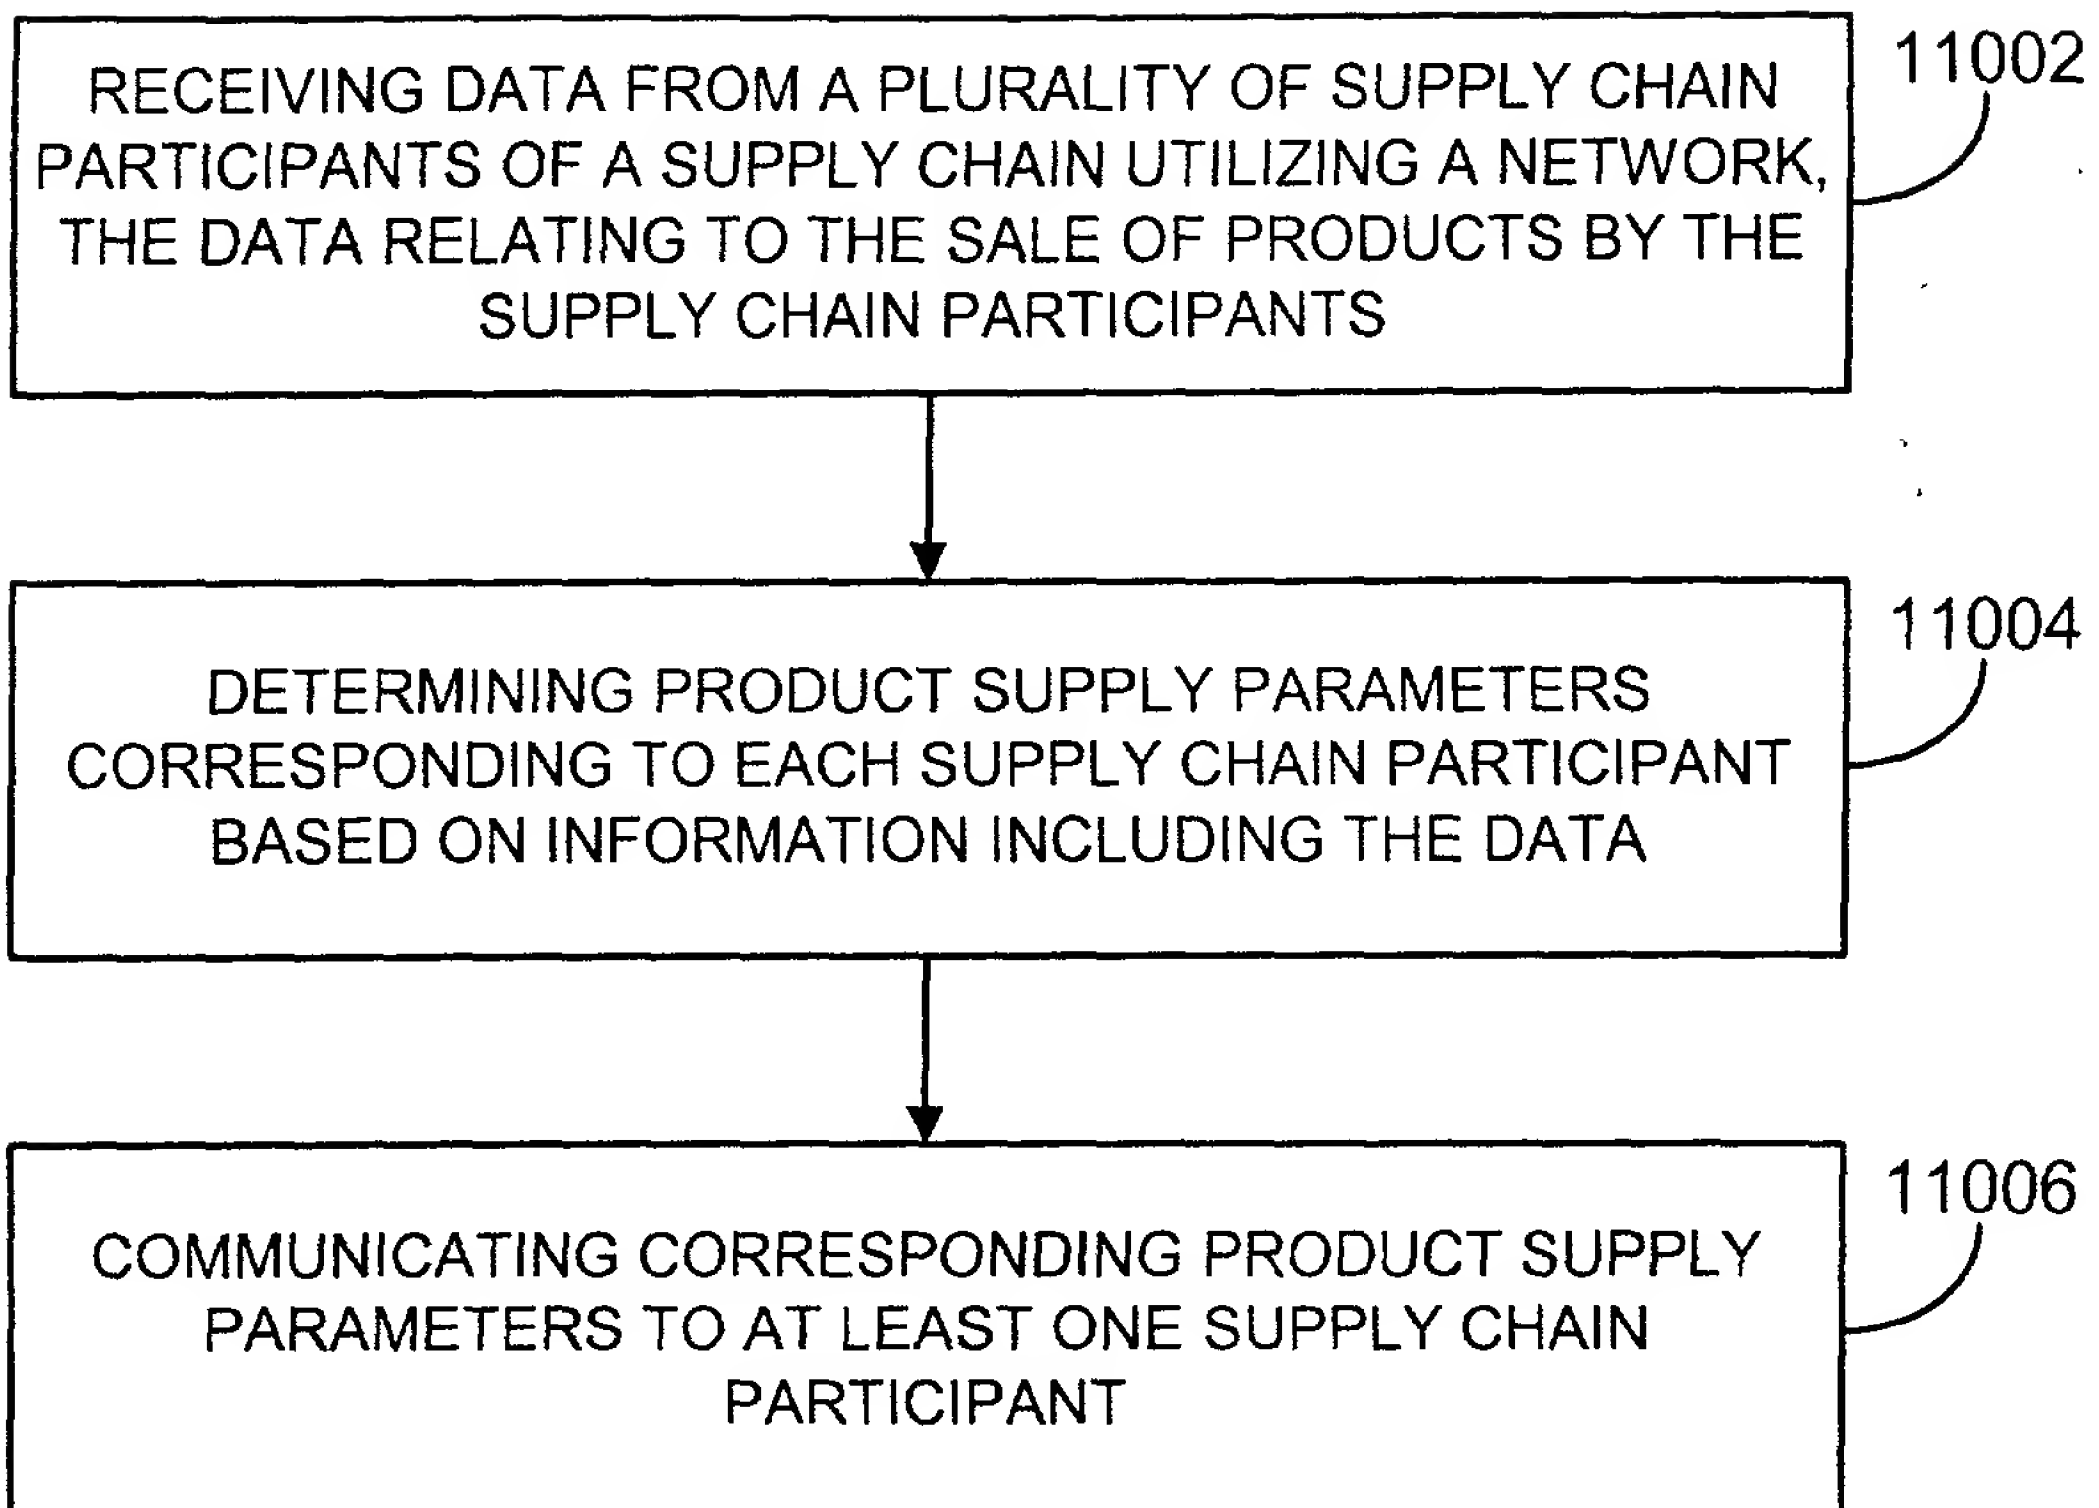 RECEIVING DATA FROM A PLURALITY OF SUPPLY CHAIN
PARTICIPANTS OF A SUPPLY CHAIN UTILIZING A NETWORK,
THE DATA RELATING TO THE SALE OF PRODUCTS BY THE
SUPPLY CHAIN PARTICIPANTS
11002
DETERMINING PRODUCT SUPPLY PARAMETERS
CORRESPONDING TO EACH SUPPLY CHAIN PARTICIPANT
BASED ON INFORMATION INCLUDING THE DATA
11004
COMMUNICATING CORRESPONDING PRODUCT SUPPLY
PARAMETERS TO AT LEAST ONE SUPPLY CHAIN
PARTICIPANT
11006